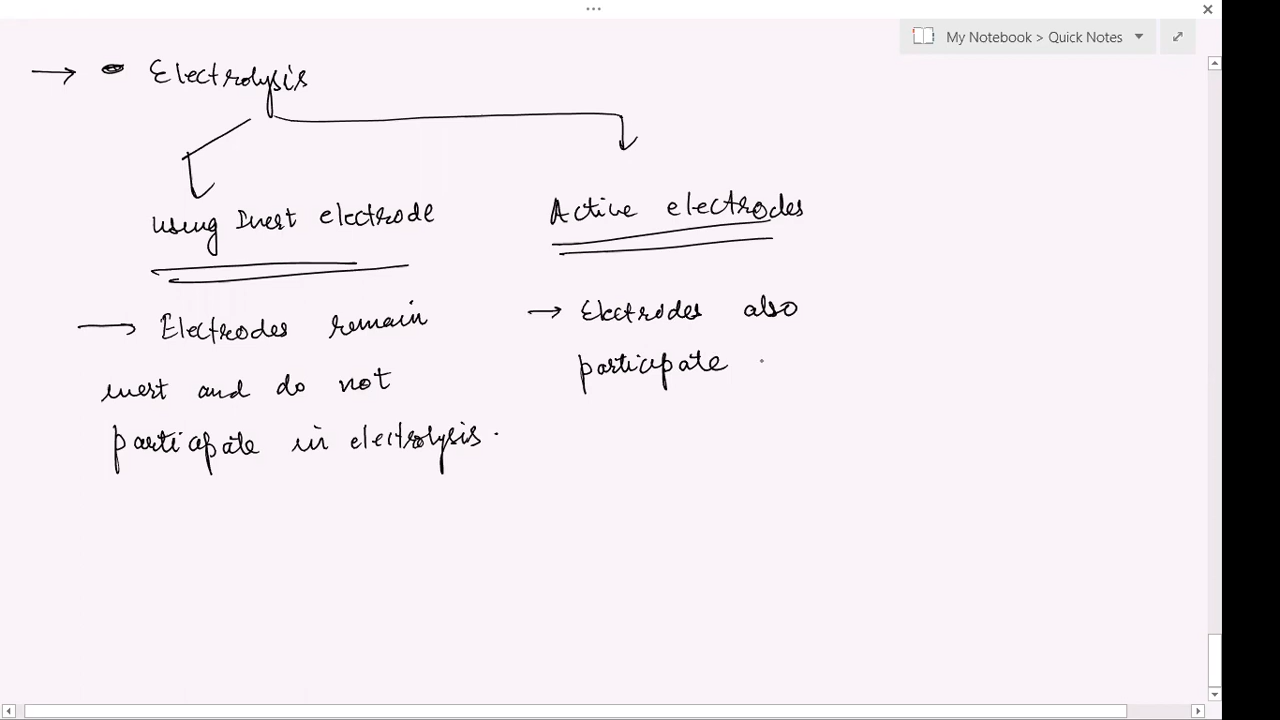 My Notebook > Quick Notes
→ Electrolysis
using Inert electrode
Active electrodes
→ Electrodes remain
inert and do not
participate in electrolysis.
→ Electrodes also
participate .